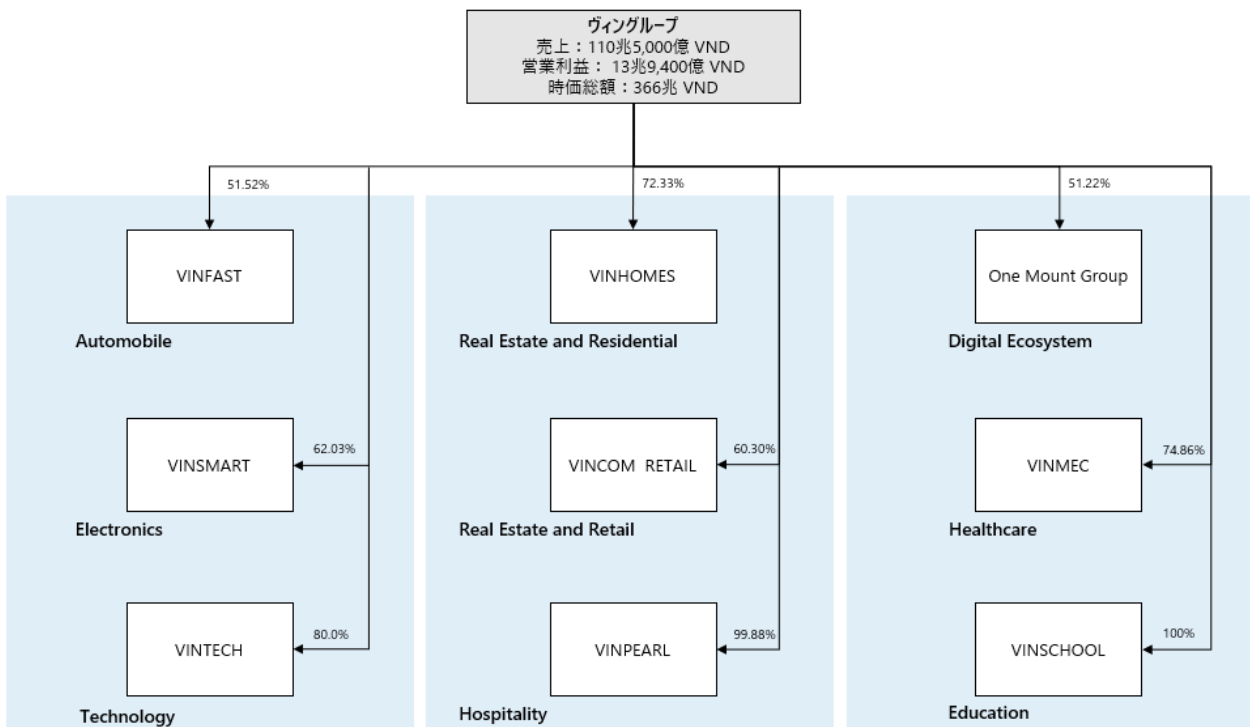 ヴィングループ
売上：110兆5,000億 VND
営業利益： 13兆9,400億 VND
時価総額：366兆 VND
51.52%
72.33%
51.22%
VINFAST
VINHOMES
One Mount Group
Automobile
Real Estate and Residential
Digital Ecosystem
62.03%
60.30%
74.86%
VINSMART
VINCOM RETAIL
VINMEC
Electronics
Real Estate and Retail
Healthcare
80.0%
99.88%
100%
VINTECH
VINPEARL
VINSCHOOL
Technology
Hospitality
Education